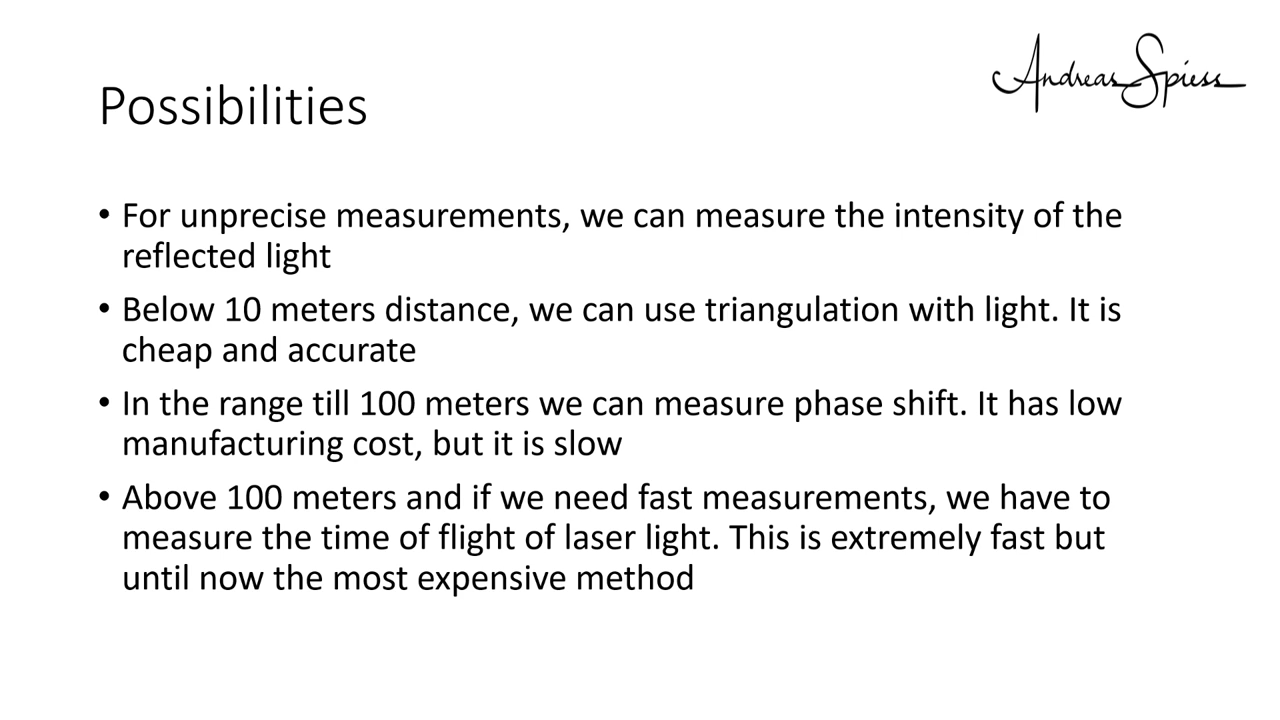 Andreas Spiess
Possibilities
• For unprecise measurements, we can measure the intensity of the
reflected light
• Below 10 meters distance, we can use triangulation with light. It is
cheap and accurate
• In the range till 100 meters we can measure phase shift. It has low
manufacturing cost, but it is slow
• Above 100 meters and if we need fast measurements, we have to
measure the time of flight of laser light. This is extremely fast but
until now the most expensive method